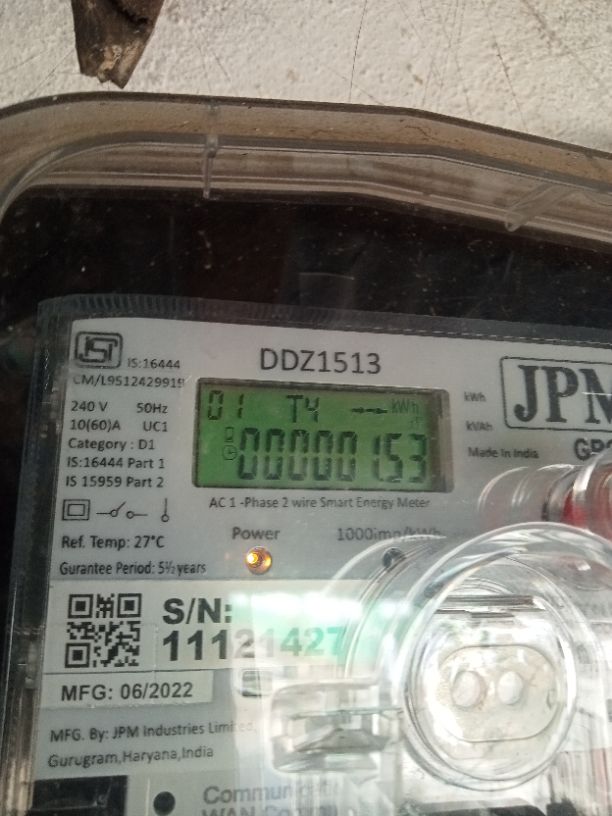 ISI IS:16444
CM/L9512429919
DDZ1513
240 V 50Hz
10(60)A UC1
Category : D1
IS:16444 Part 1
IS 15959 Part 2
01 T4 kWh
000001.53
kWh
kVAh
JPM
Made in India
AC 1 -Phase 2 wire Smart Energy Meter
Ref. Temp: 27°C
Power
1000imp/kWh
Gurantee Period: 5½ years
S/N:
11121427
MFG: 06/2022
MFG. By: JPM Industries Limited,
Gurugram,Haryana,India